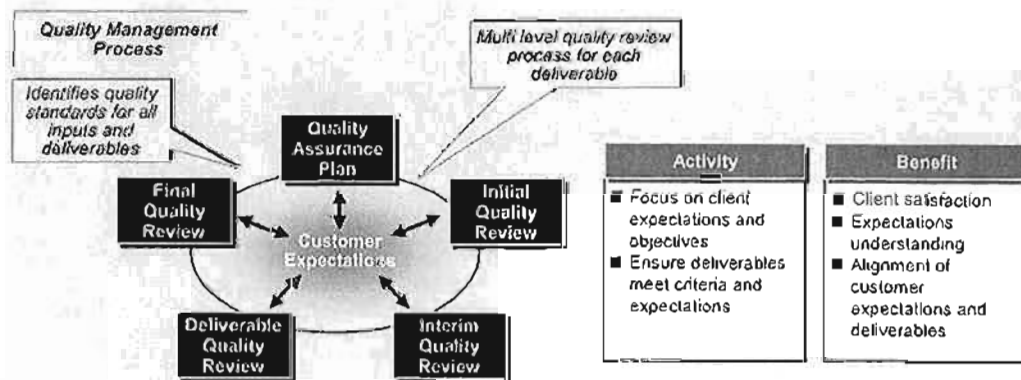 Quality Management
Process
Multi level quality review
process for each
deliverable
Identifies quality
standards for all
inputs and
deliverables
Quality
Assurance
Plan
Final
Quality
Review
Initial
Quality
Review
Customer
Expectations
Deliverable
Quality
Review
Interim
Quality
Review
Activity
■ Focus on client
expectations and
objectives
■ Ensure deliverables
meet criteria and
expectations
Benefit
■ Client satisfaction
■ Expectations
understanding
■ Alignment of
customer
expectations and
deliverables